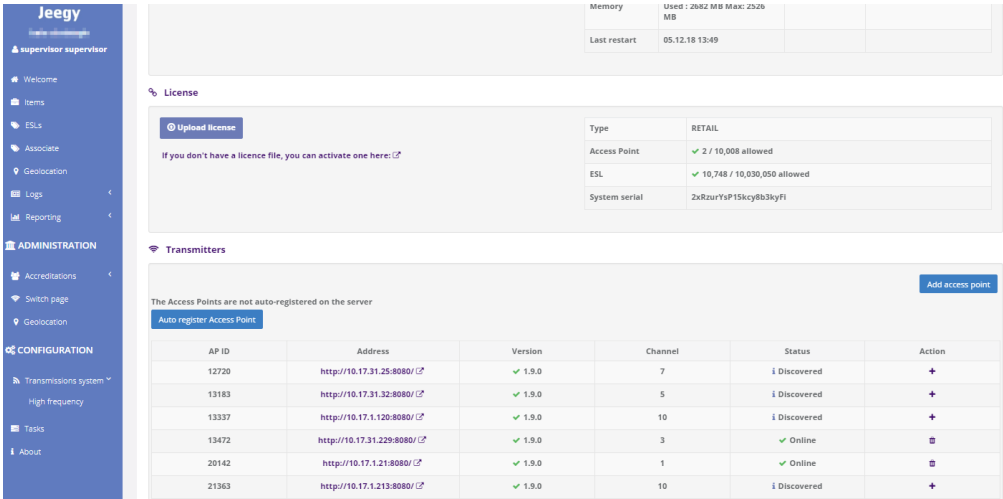 Jeegy
supervisor supervisor
Welcome
Items
ESLs
Associate
Geolocation
Logs
Reporting
ADMINISTRATION
Accreditations
Switch page
Geolocation
CONFIGURATION
Transmissions system
High frequency
Tasks
About
Memory Used : 2682 MB Max: 2526
MB
Last restart 05.12.18 13:49
License
Upload license
If you don't have a licence file, you can activate one here:
Type RETAIL
Access Point 2 / 10,008 allowed
ESL 10,748 / 10,030,050 allowed
System serial 2xRzurYsP15kcy8b3kyFl
Transmitters
Add access point
The Access Points are not auto-registered on the server
Auto register Access Point
AP ID Address Version Channel Status Action
12720 http://10.17.31.25:8080/ 1.9.0 7 Discovered +
13183 http://10.17.31.32:8080/ 1.9.0 5 Discovered +
13337 http://10.17.1.120:8080/ 1.9.0 10 Discovered +
13472 http://10.17.31.229:8080/ 1.9.0 3 Online
20142 http://10.17.1.21:8080/ 1.9.0 1 Online
21363 http://10.17.1.213:8080/ 1.9.0 10 Discovered +